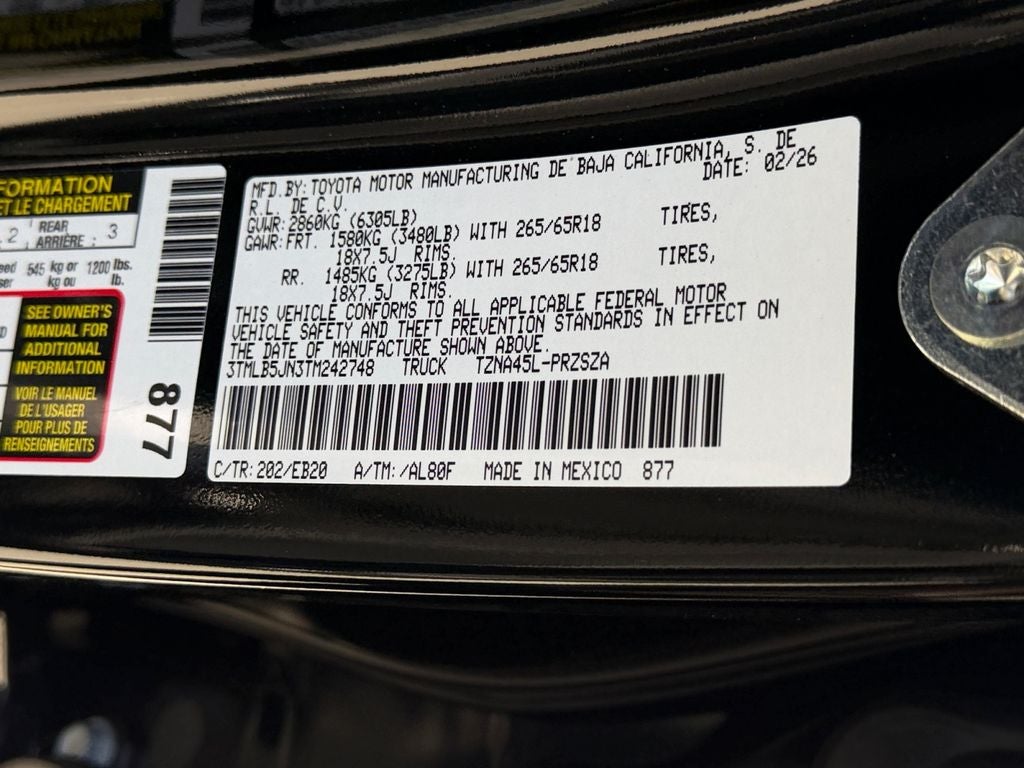 FORMATION
ET LE CHARGEMENT
2 REAR 3
ARRIÈRE :
545 kg or 1200 lbs.
kg ou lb.
SEE OWNER'S
MANUAL FOR
ADDITIONAL
INFORMATION
VOIR LE MANUEL
DE L'USAGER
POUR PLUS DE
RENSEIGNEMENTS
877
MFD. BY: TOYOTA MOTOR MANUFACTURING DE BAJA CALIFORNIA, S. DE
R.L. DE C.V. DATE: 02/26
GVWR: 2860KG (6305LB)
GAWR: FRT. 1580KG (3480LB) WITH 265/65R18 TIRES,
18X7.5J RIMS.
RR. 1485KG (3275LB) WITH 265/65R18 TIRES,
18X7.5J RIMS.
THIS VEHICLE CONFORMS TO ALL APPLICABLE FEDERAL MOTOR
VEHICLE SAFETY AND THEFT PREVENTION STANDARDS IN EFFECT ON
THE DATE OF MANUFACTURE SHOWN ABOVE.
3TMLB5JN3TM242748 TRUCK TZNA45L-PRZSZA
C/TR: 202/EB20 A/TM: /AL80F MADE IN MEXICO 877